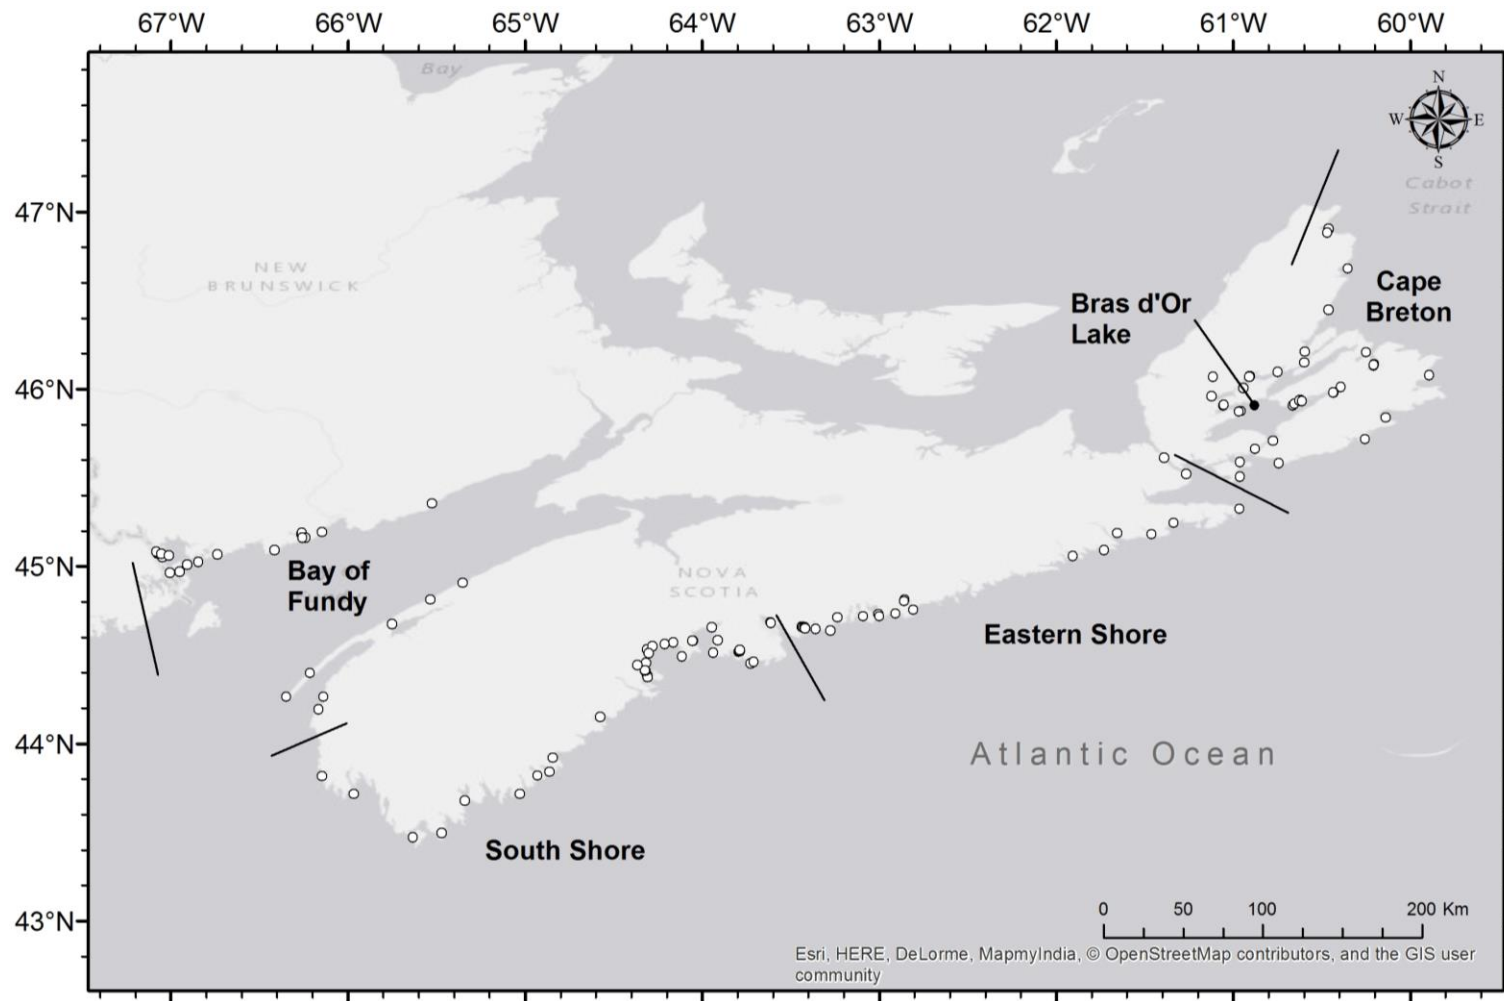 67°W 66°W 65°W 64°W 63°W 62°W 61°W 60°W
Bay
N
W E
S
Cabot
Strait
47°N
NEW
BRUNSWICK
Cape
Breton
Bras d'Or
Lake
46°N
45°N
Bay of
Fundy
NOVA
SCOTIA
Eastern Shore
44°N
Atlantic Ocean
South Shore
43°N
0 50 100 200 Km
Esri, HERE, DeLorme, MapmyIndia, © OpenStreetMap contributors, and the GIS user
community